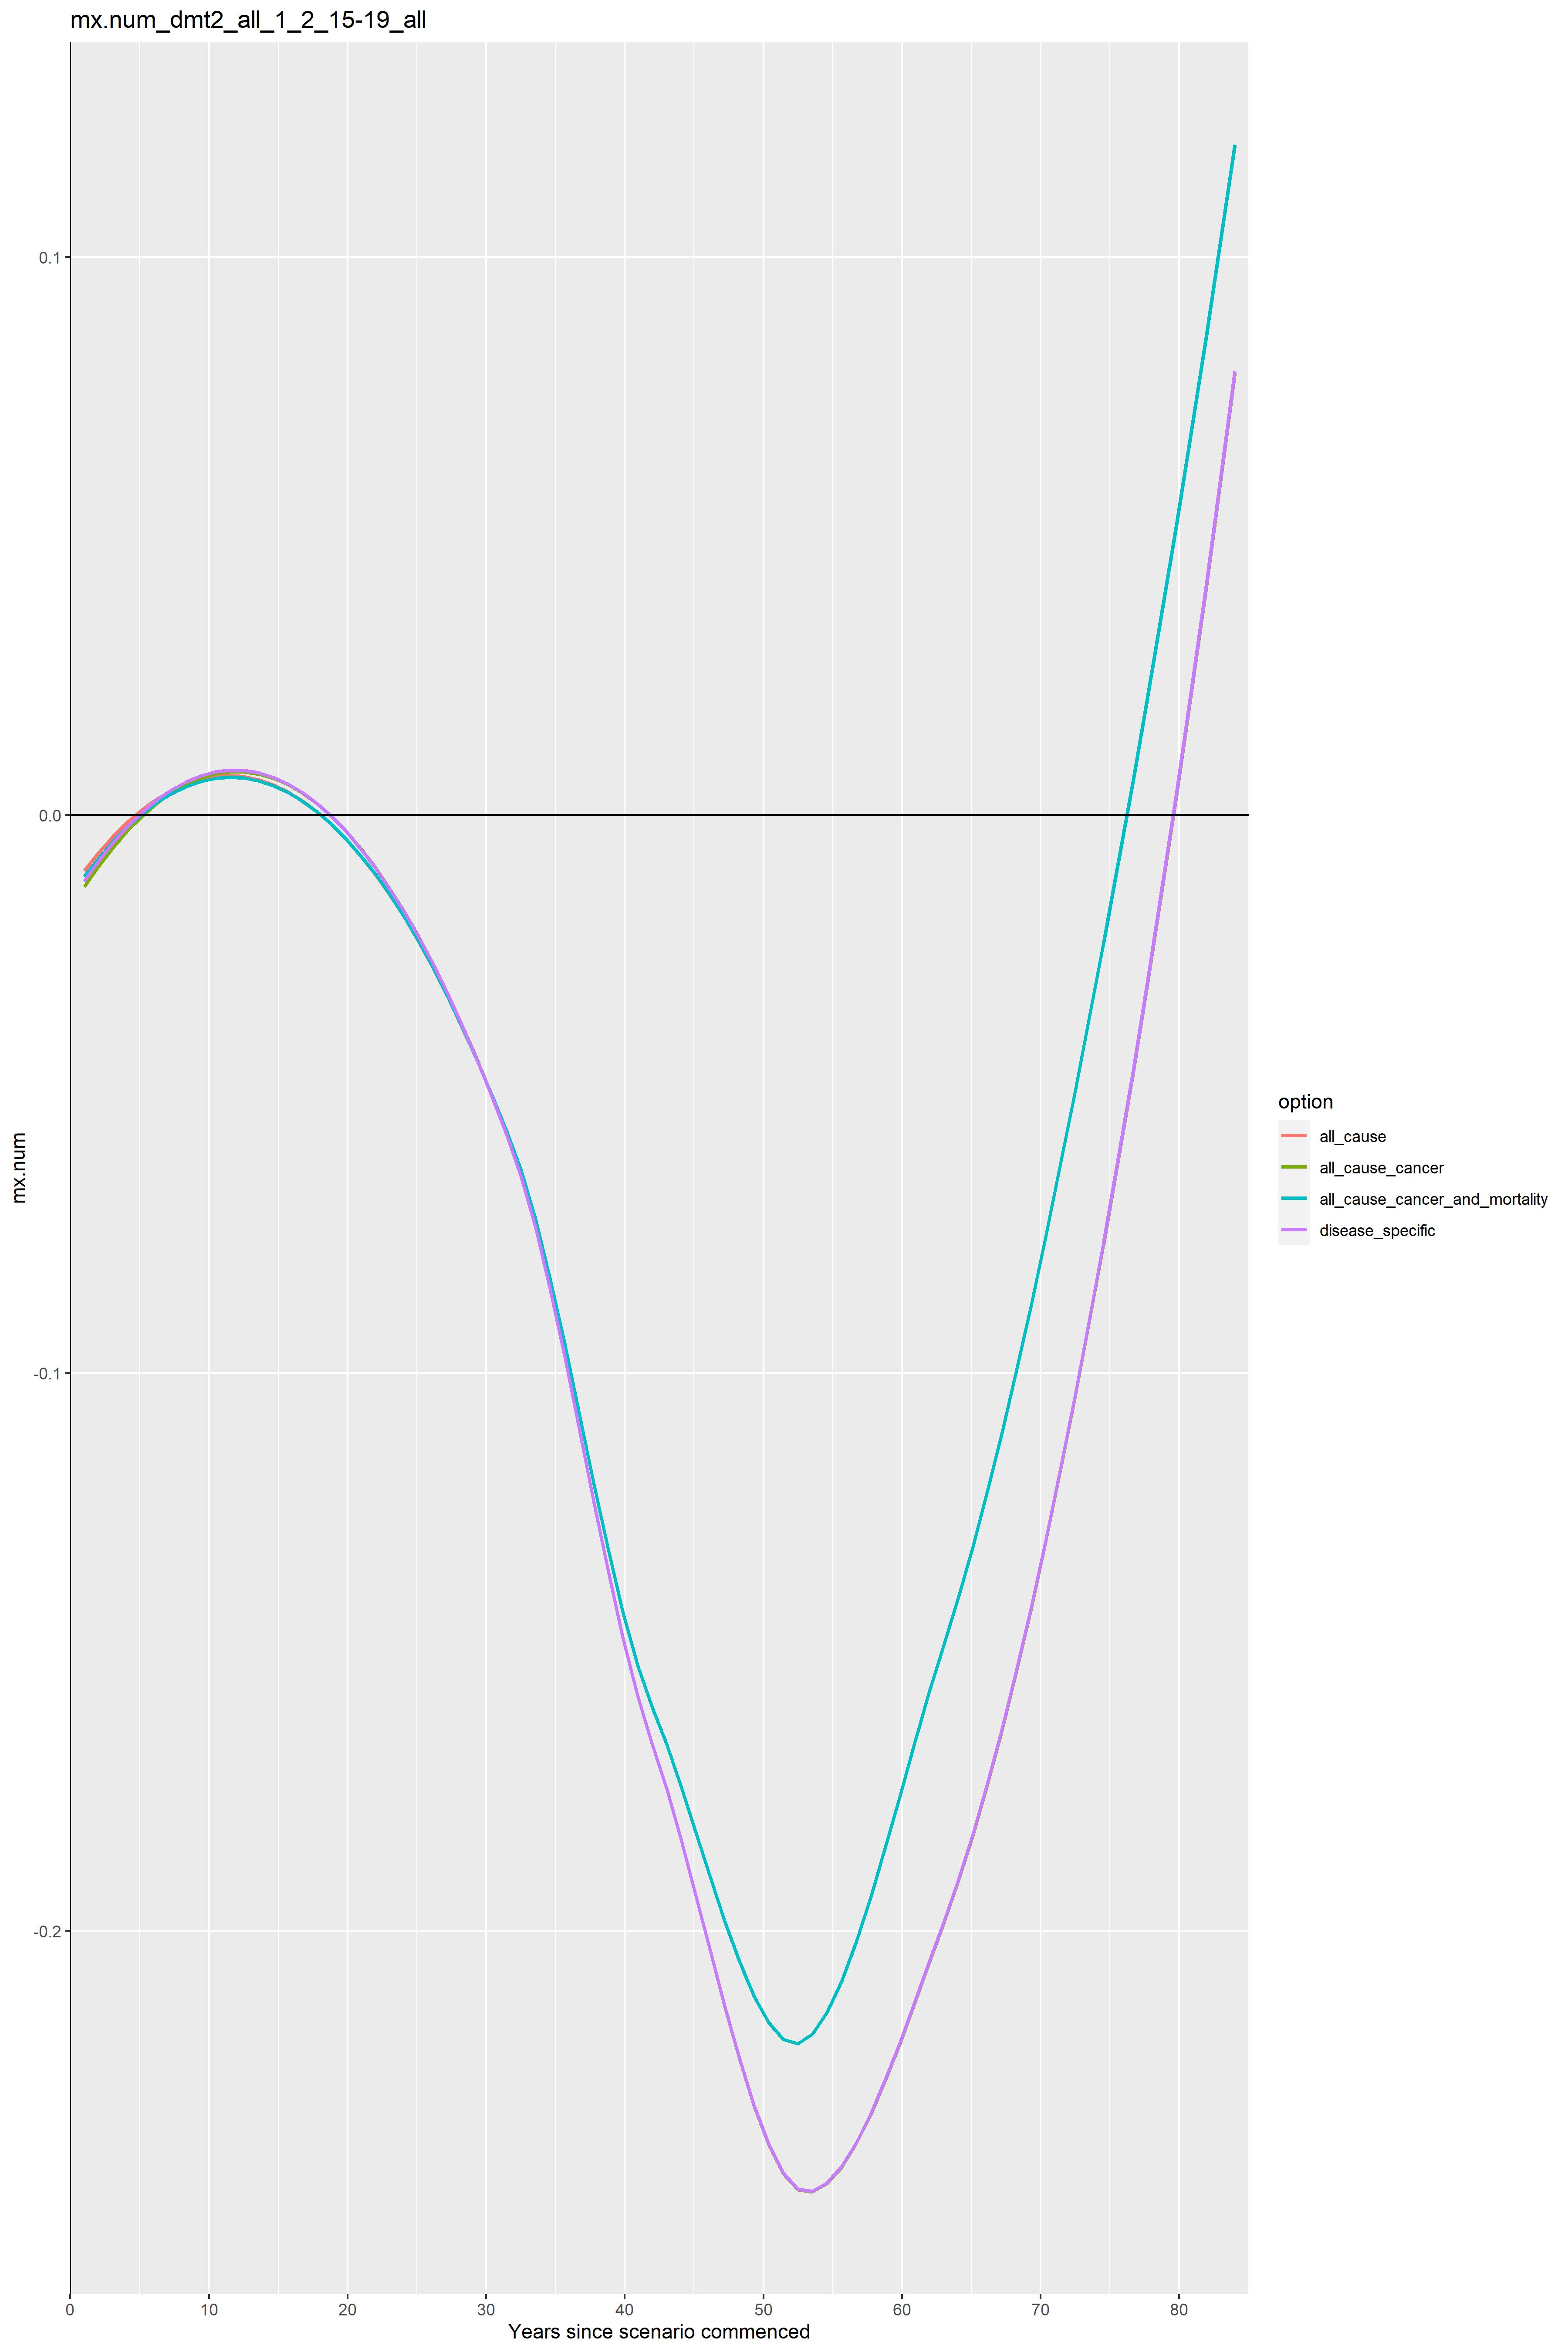 mx.num_dmt2_all_1_2_15-19_all
0.1
0.0
-0.1
-0.2
mx.num
0 10 20 30 40 50 60 70 80
Years since scenario commenced
option
all_cause
all_cause_cancer
all_cause_cancer_and_mortality
disease_specific